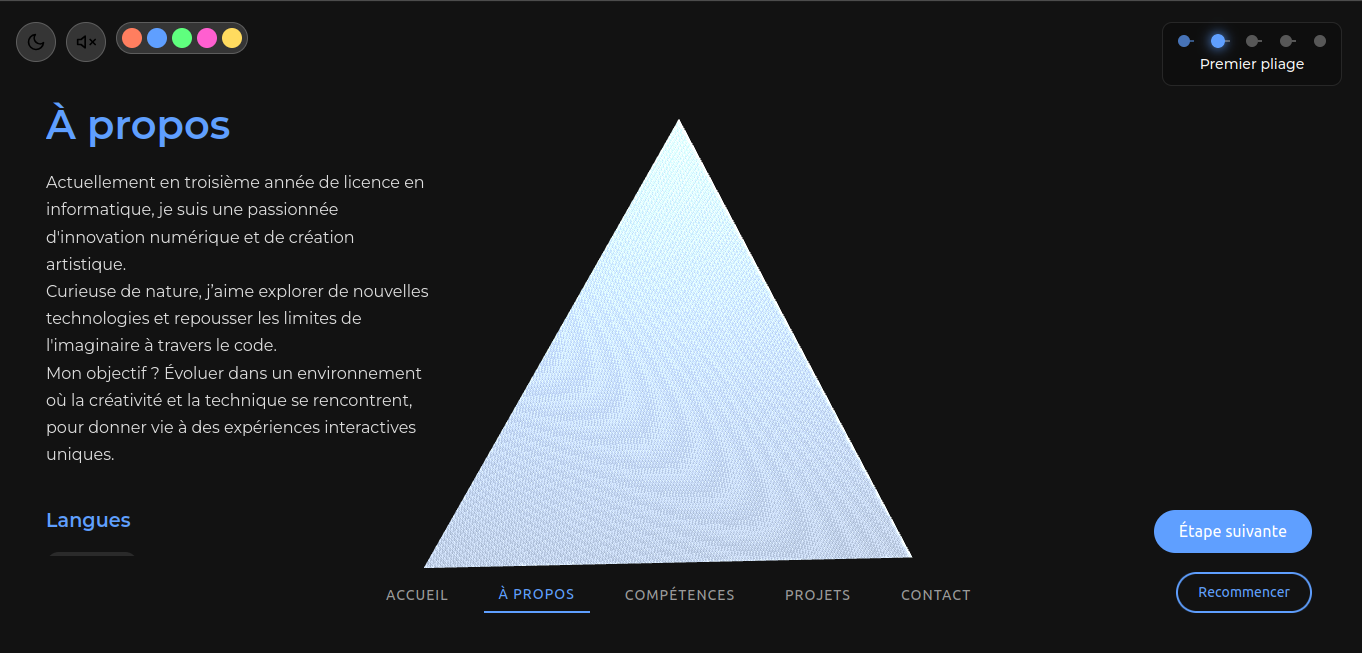 Premier pliage
À propos
Actuellement en troisième année de licence en
informatique, je suis une passionnée
d'innovation numérique et de création
artistique.
Curieuse de nature, j’aime explorer de nouvelles
technologies et repousser les limites de
l'imaginaire à travers le code.
Mon objectif ? Évoluer dans un environnement
où la créativité et la technique se rencontrent,
pour donner vie à des expériences interactives
uniques.
Langues
Étape suivante
Recommencer
ACCUEIL
À PROPOS
COMPÉTENCES
PROJETS
CONTACT